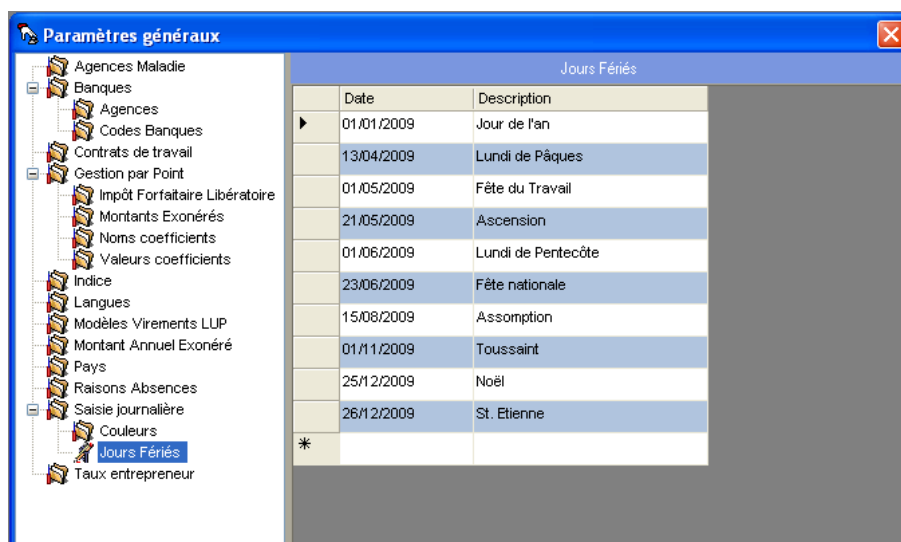 Paramètres généraux
Agences Maladie
Banques
Agences
Codes Banques
Contrats de travail
Gestion par Point
Impôt Forfaitaire Libératoire
Montants Exonérés
Noms coefficients
Valeurs coefficients
Indice
Langues
Modèles Virements LUP
Montant Annuel Exonéré
Pays
Raisons Absences
Saisie journalière
Couleurs
Jours Fériés
Taux entrepreneur
Jours Fériés
Date Description
01/01/2009 Jour de l'an
13/04/2009 Lundi de Pâques
01/05/2009 Fête du Travail
21/05/2009 Ascension
01/06/2009 Lundi de Pentecôte
23/06/2009 Fête nationale
15/08/2009 Assomption
01/11/2009 Toussaint
25/12/2009 Noël
26/12/2009 St. Etienne